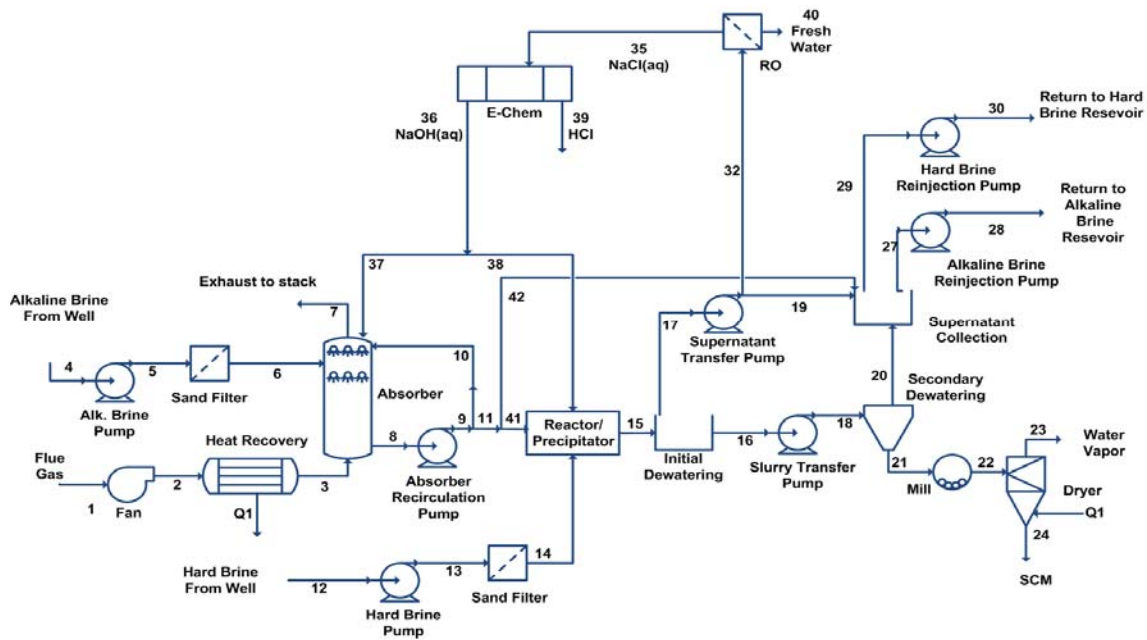 40
Fresh
Water
35
NaCl(aq)
RO
E-Chem
36
NaOH(aq)
39
HCl
30
Return to Hard
Brine Resevoir
Hard Brine
Reinjection Pump
29
32
Return to
Alkaline
Brine
Resevoir
27
28
Alkaline Brine
Reinjection Pump
37
38
42
Exhaust to stack
7
Alkaline Brine
From Well
4
5
6
Alk. Brine
Pump
Sand Filter
10
Absorber
17
19
Supernatant
Transfer Pump
Supernatant
Collection
20
Secondary
Dewatering
8
9
11
41
Absorber
Recirculation
Pump
Reactor/
Precipitator
15
Initial
Dewatering
16
18
Slurry Transfer
Pump
21
Mill
22
23
Water
Vapor
Dryer
Q1
24
SCM
Flue
Gas
1
Fan
2
Heat Recovery
3
Q1
Hard Brine
From Well
12
13
14
Hard Brine
Pump
Sand Filter